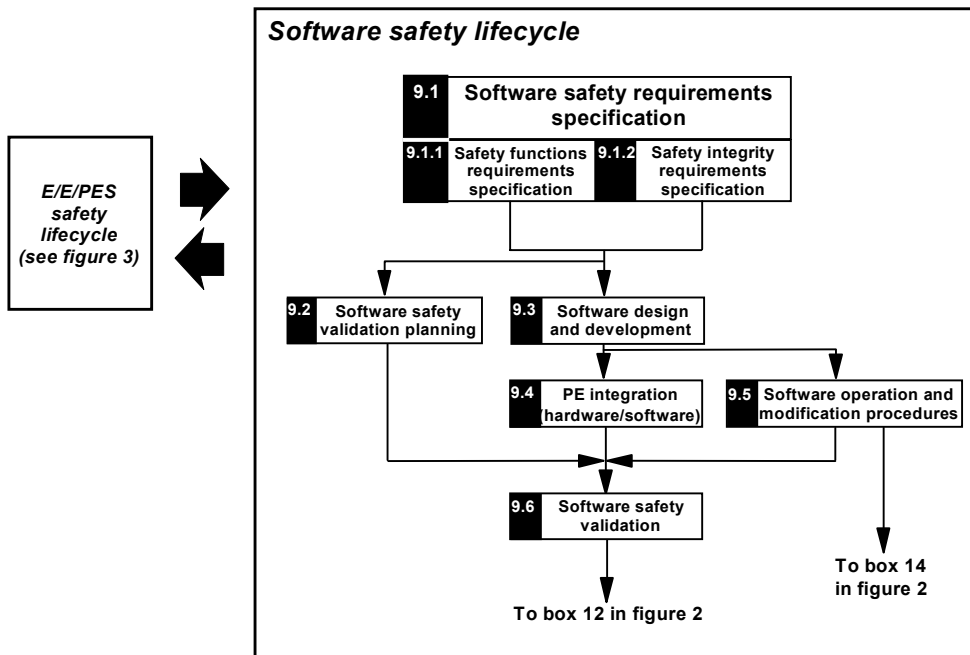 Software safety lifecycle
9.1
Software safety requirements
specification
9.1.1
Safety functions
requirements
specification
9.1.2
Safety integrity
requirements
specification
E/E/PES
safety
lifecycle
(see figure 3)
9.2
Software safety
validation planning
9.3
Software design
and development
9.4
PE integration
(hardware/software)
9.5
Software operation and
modification procedures
9.6
Software safety
validation
To box 14
in figure 2
To box 12 in figure 2